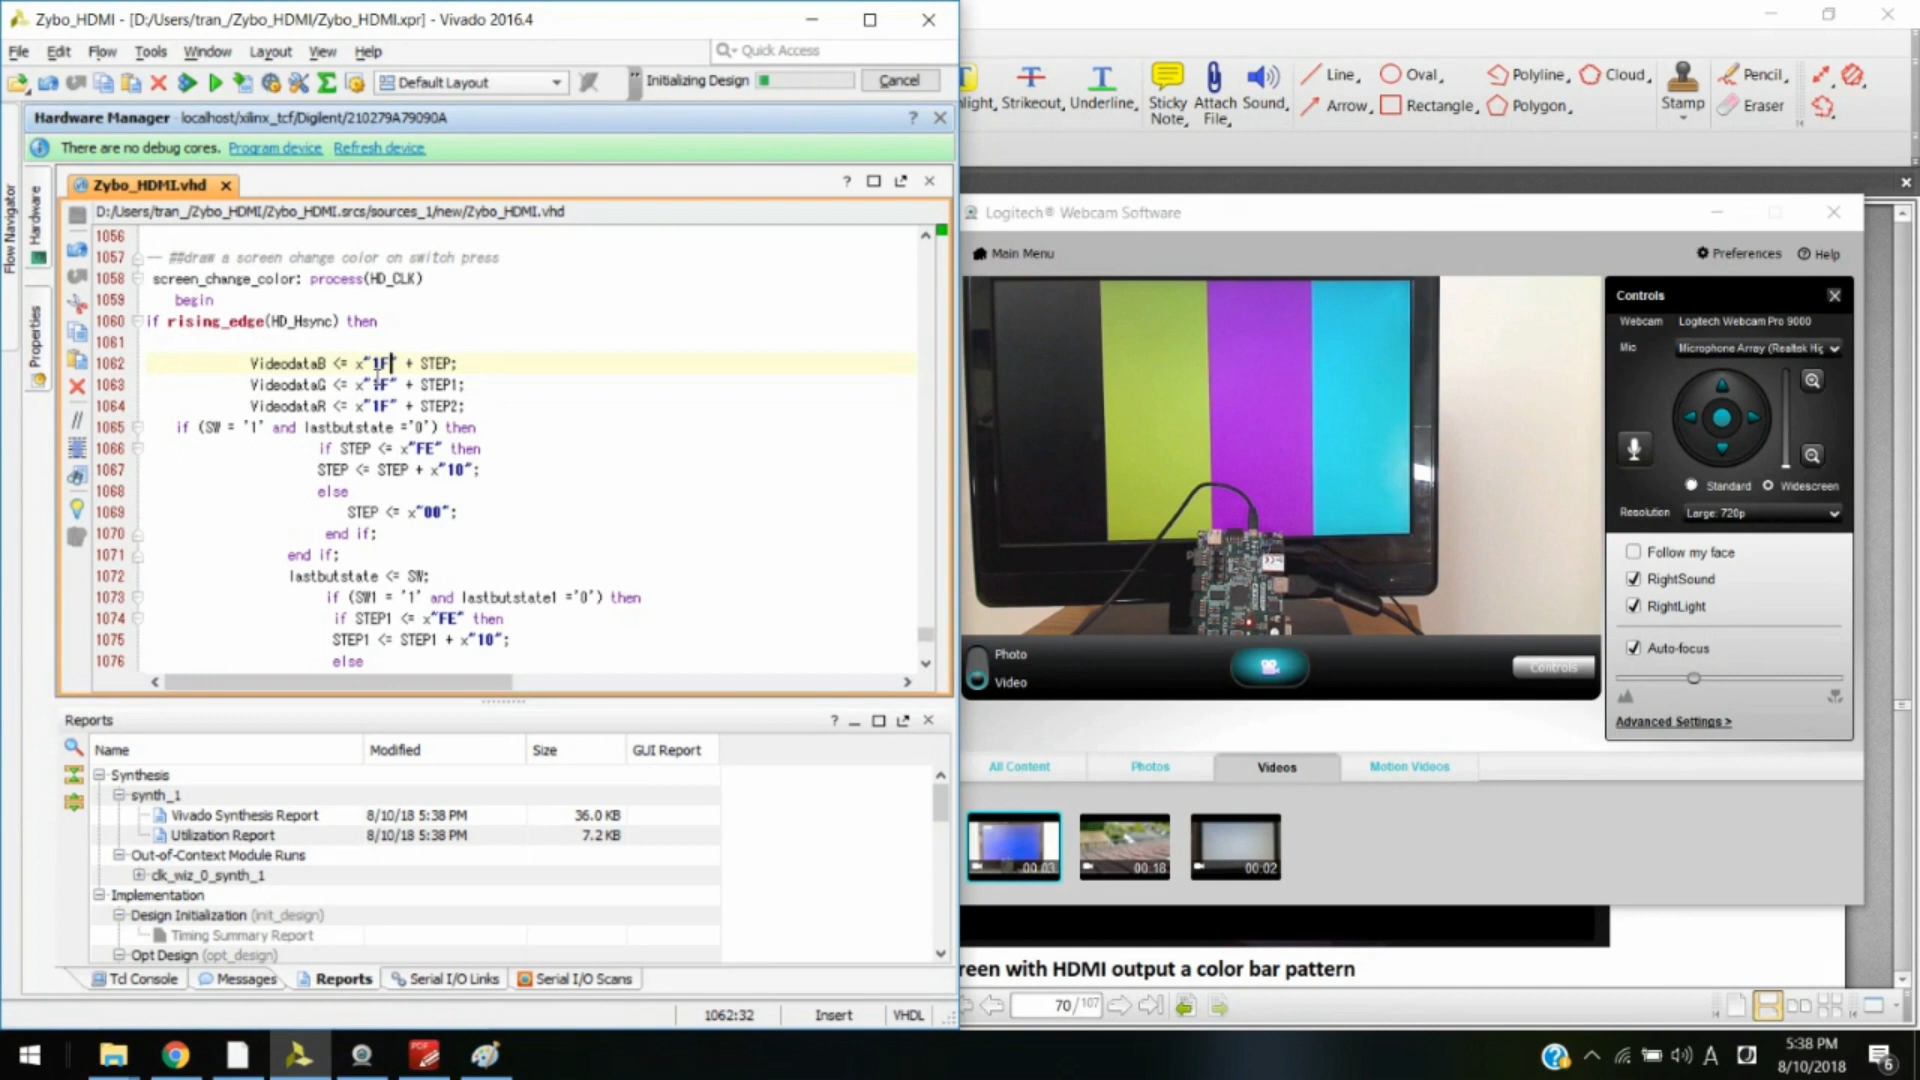 Zybo_HDMI - [D:/Users/tran_/Zybo_HDMI/Zybo_HDMI.xpr] - Vivado 2016.4
File Edit Flow Tools Window Layout View Help
Quick Access
Default Layout
Initializing Design
Cancel
Hardware Manager - localhost/xilinx_tcf/Digilent/210279A79090A
There are no debug cores. Program device Refresh device
Flow Navigator
Hardware
Properties
Zybo_HDMI.vhd
D:/Users/tran_/Zybo_HDMI/Zybo_HDMI.srcs/sources_1/new/Zybo_HDMI.vhd
1056
1057 -- ##draw a screen change color on switch press
1058 screen_change_color: process(HD_CLK)
1059 begin
1060 if rising_edge(HD_Hsync) then
1061
1062 VideodataB <= x"1F" + STEP;
1063 VideodataG <= x"1F" + STEP1;
1064 VideodataR <= x"1F" + STEP2;
1065 if (SW = '1' and lastbutstate ='0') then
1066 if STEP <= x"FE" then
1067 STEP <= STEP + x"10";
1068 else
1069 STEP <= x"00";
1070 end if;
1071 end if;
1072 lastbutstate <= SW;
1073 if (SW1 = '1' and lastbutstate1 ='0') then
1074 if STEP1 <= x"FE" then
1075 STEP1 <= STEP1 + x"10";
1076 else
Reports
Name Modified Size GUI Report
Synthesis
synth_1
Vivado Synthesis Report 8/10/18 5:38 PM 36.0 KB
Utilization Report 8/10/18 5:38 PM 7.2 KB
Out-of-Context Module Runs
clk_wiz_0_synth_1
Implementation
Design Initialization (init_design)
Timing Summary Report
Opt Design (opt_design)
Tcl Console Messages Reports Serial I/O Links Serial I/O Scans
1062:32 Insert VHDL
light, Strikeout, Underline,
Sticky Note, Attach File, Sound,
Line, Oval, Polyline, Cloud,
Arrow, Rectangle, Polygon,
Stamp
Pencil,
Eraser
Logitech® Webcam Software
Main Menu
Preferences Help
Controls
Webcam Logitech Webcam Pro 9000
Mic Microphone Array (Realtek Hig
Standard Widescreen
Resolution Large: 720p
Follow my face
RightSound
RightLight
Auto-focus
Advanced Settings >
Photo
Video
Controls
All Content Photos Videos Motion Videos
00:03 00:18 00:02
reen with HDMI output a color bar pattern
70 / 107
5:38 PM
8/10/2018
A
PDF
6